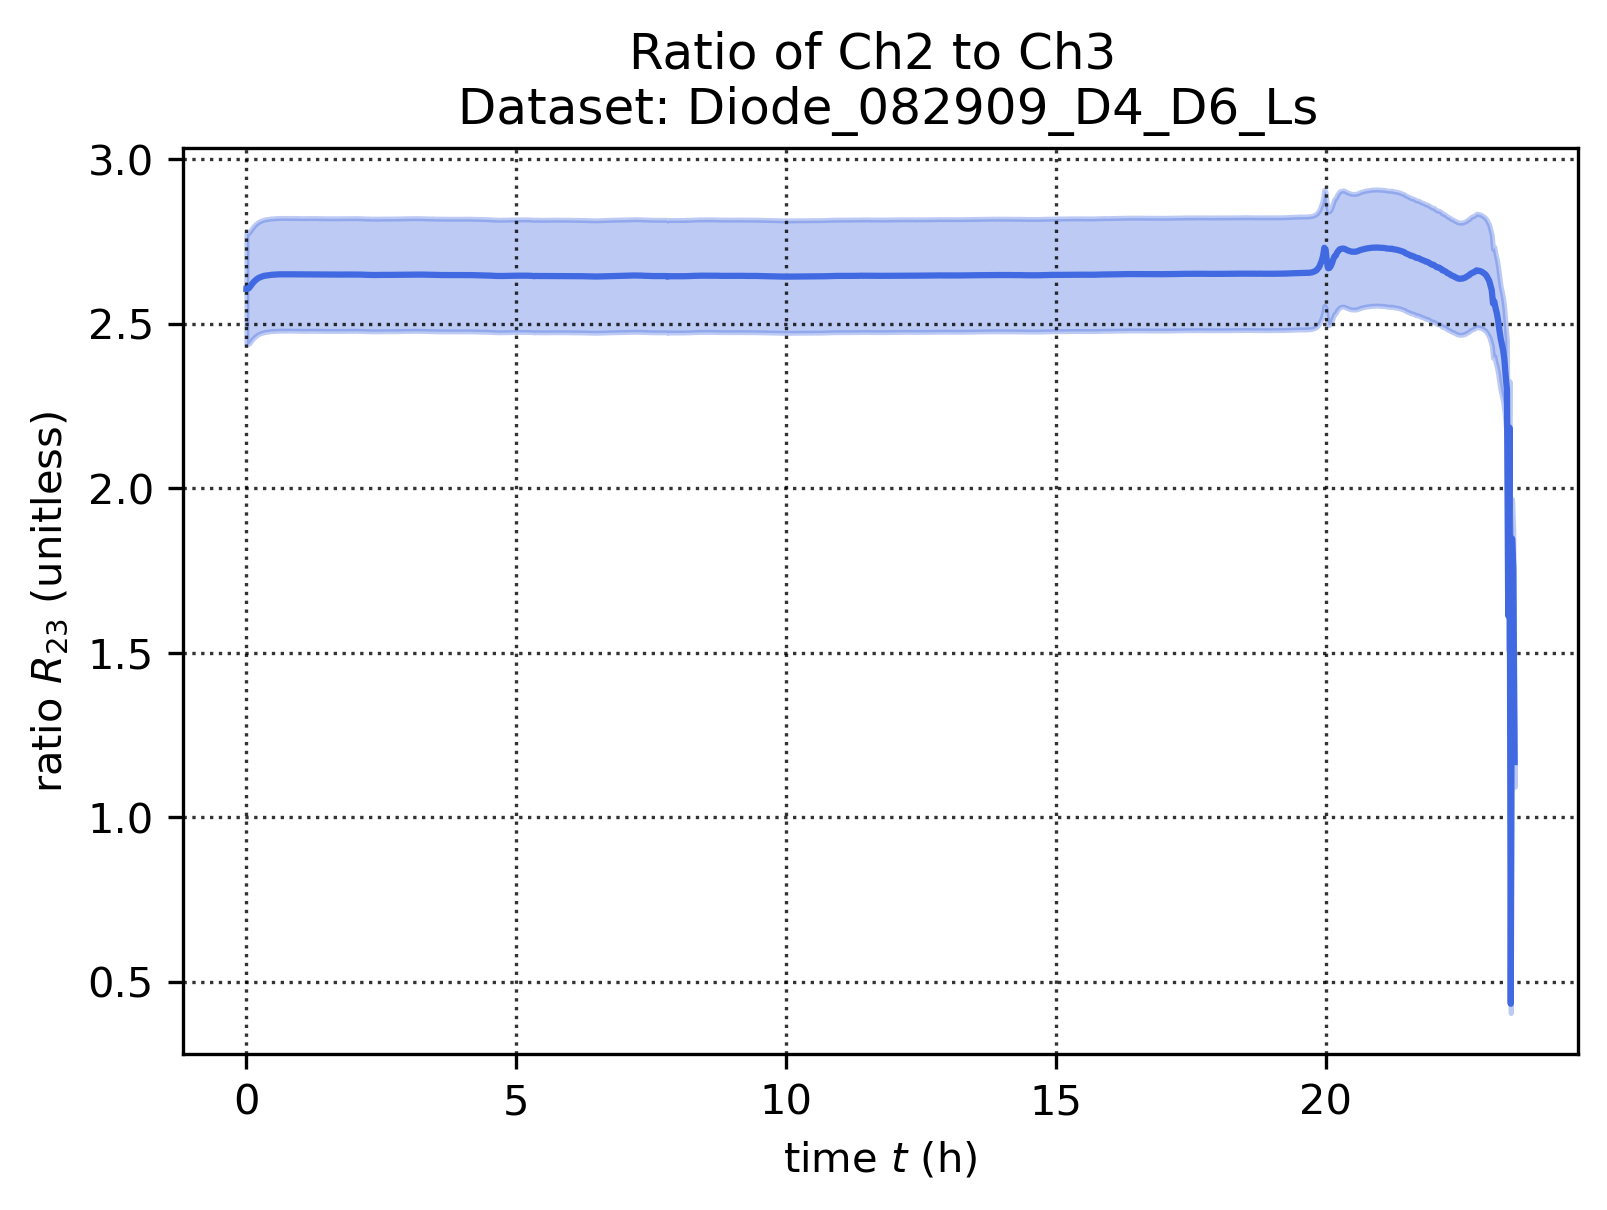 Ratio of Ch2 to Ch3
Dataset: Diode_082909_D4_D6_Ls
3.0
2.5
2.0
1.5
1.0
0.5
ratio R₂₃ (unitless)
0 5 10 15 20
time t (h)